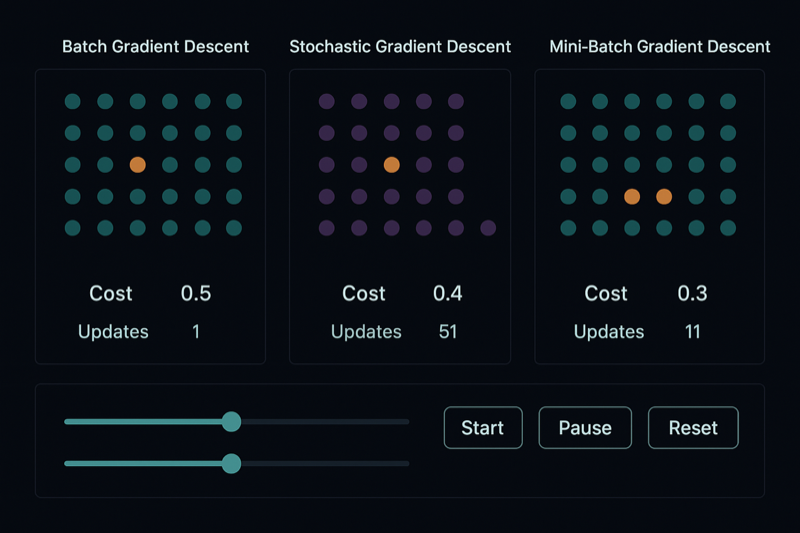 Batch Gradient Descent
Stochastic Gradient Descent
Mini-Batch Gradient Descent
Cost 0.5
Updates 1
Cost 0.4
Updates 51
Cost 0.3
Updates 11
Start
Pause
Reset